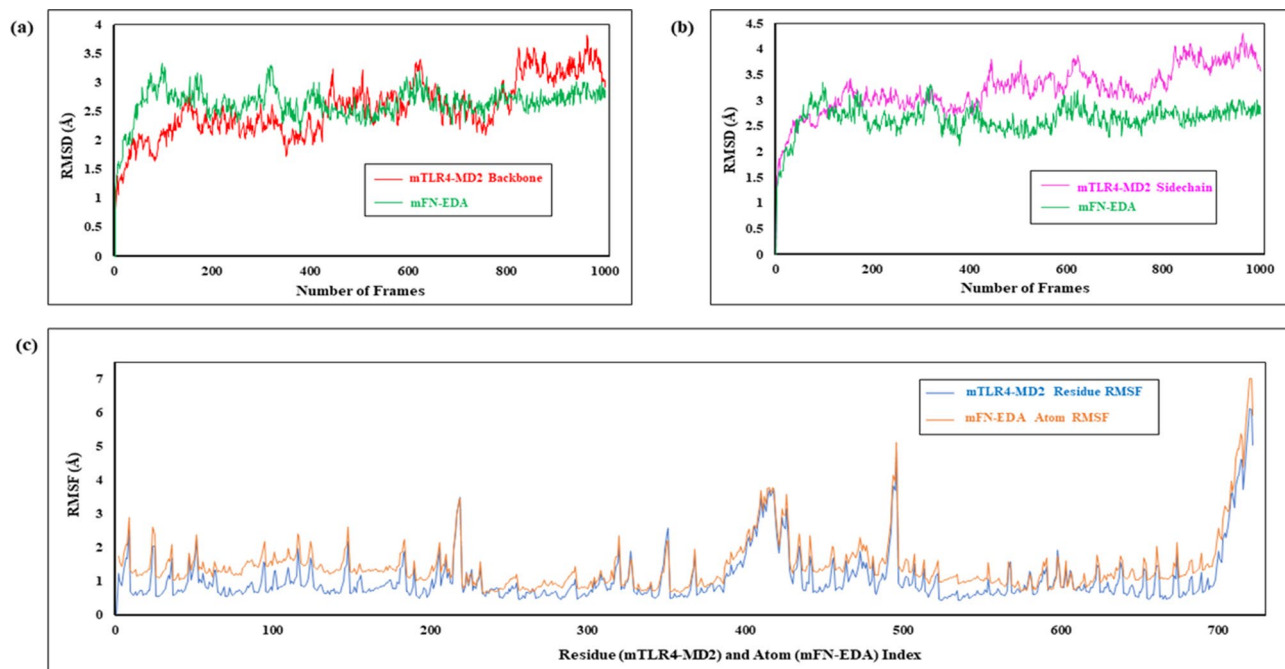 (a)
4
3.5
3
2.5
2
1.5
1
0.5
0
RMSD (Å)
mTLR4-MD2 Backbone
mFN-EDA
0 200 400 600 800 1000
Number of Frames
(b)
4.5
4
3.5
3
2.5
2
1.5
1
0.5
0
RMSD (Å)
mTLR4-MD2 Sidechain
mFN-EDA
0 200 400 600 800 1000
Number of Frames
(c)
7
6
5
4
3
2
1
0
RMSF (Å)
mTLR4-MD2 Residue RMSF
mFN-EDA Atom RMSF
0 100 200 300 400 500 600 700
Residue (mTLR4-MD2) and Atom (mFN-EDA) Index